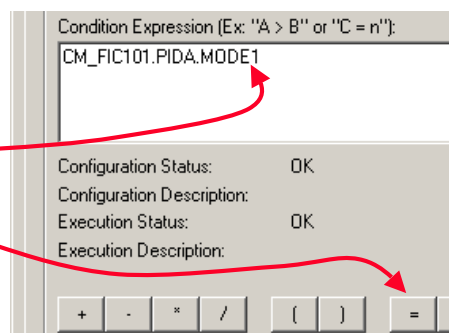 Condition Expression (Ex: "A > B" or "C = n"):
CM_FIC101.PIDA.MODE1
Configuration Status: OK
Configuration Description:
Execution Status: OK
Execution Description:
+ - * / ( ) =